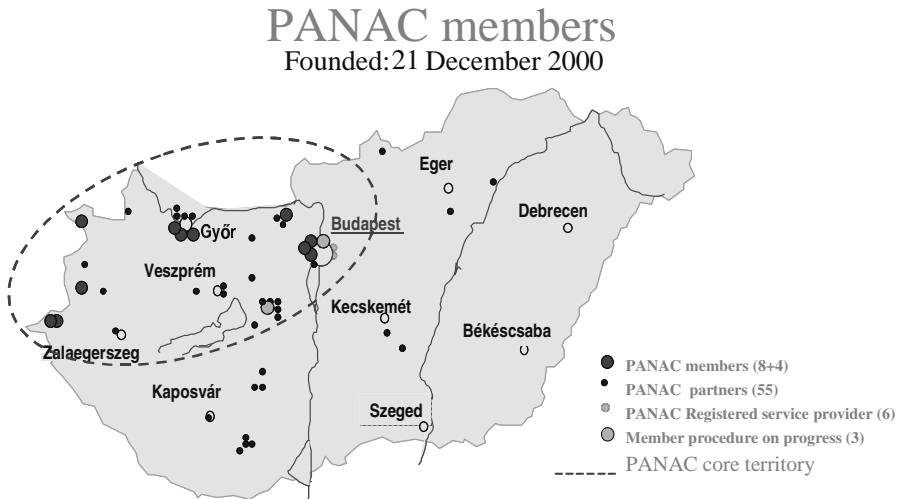 PANAC members
Founded:21 December 2000
Eger
Debrecen
Budapest
Győr
Veszprém
Kecskemét
Békéscsaba
Zalaegerszeg
Kaposvár
Szeged
PANAC members (8+4)
PANAC partners (55)
PANAC Registered service provider (6)
Member procedure on progress (3)
PANAC core territory